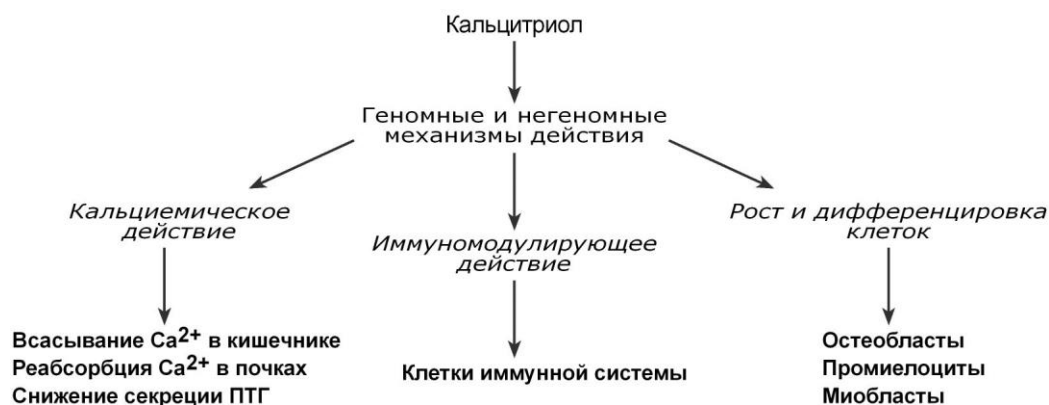 Кальцитриол
Геномные и негеномные
механизмы действия
Кальциемическое
действие
Иммуномодулирующее
действие
Рост и дифференцировка
клеток
Всасывание Ca2+ в кишечнике
Реабсорбция Ca2+ в почках
Снижение секреции ПТГ
Клетки иммунной системы
Остеобласты
Промиелоциты
Миобласты